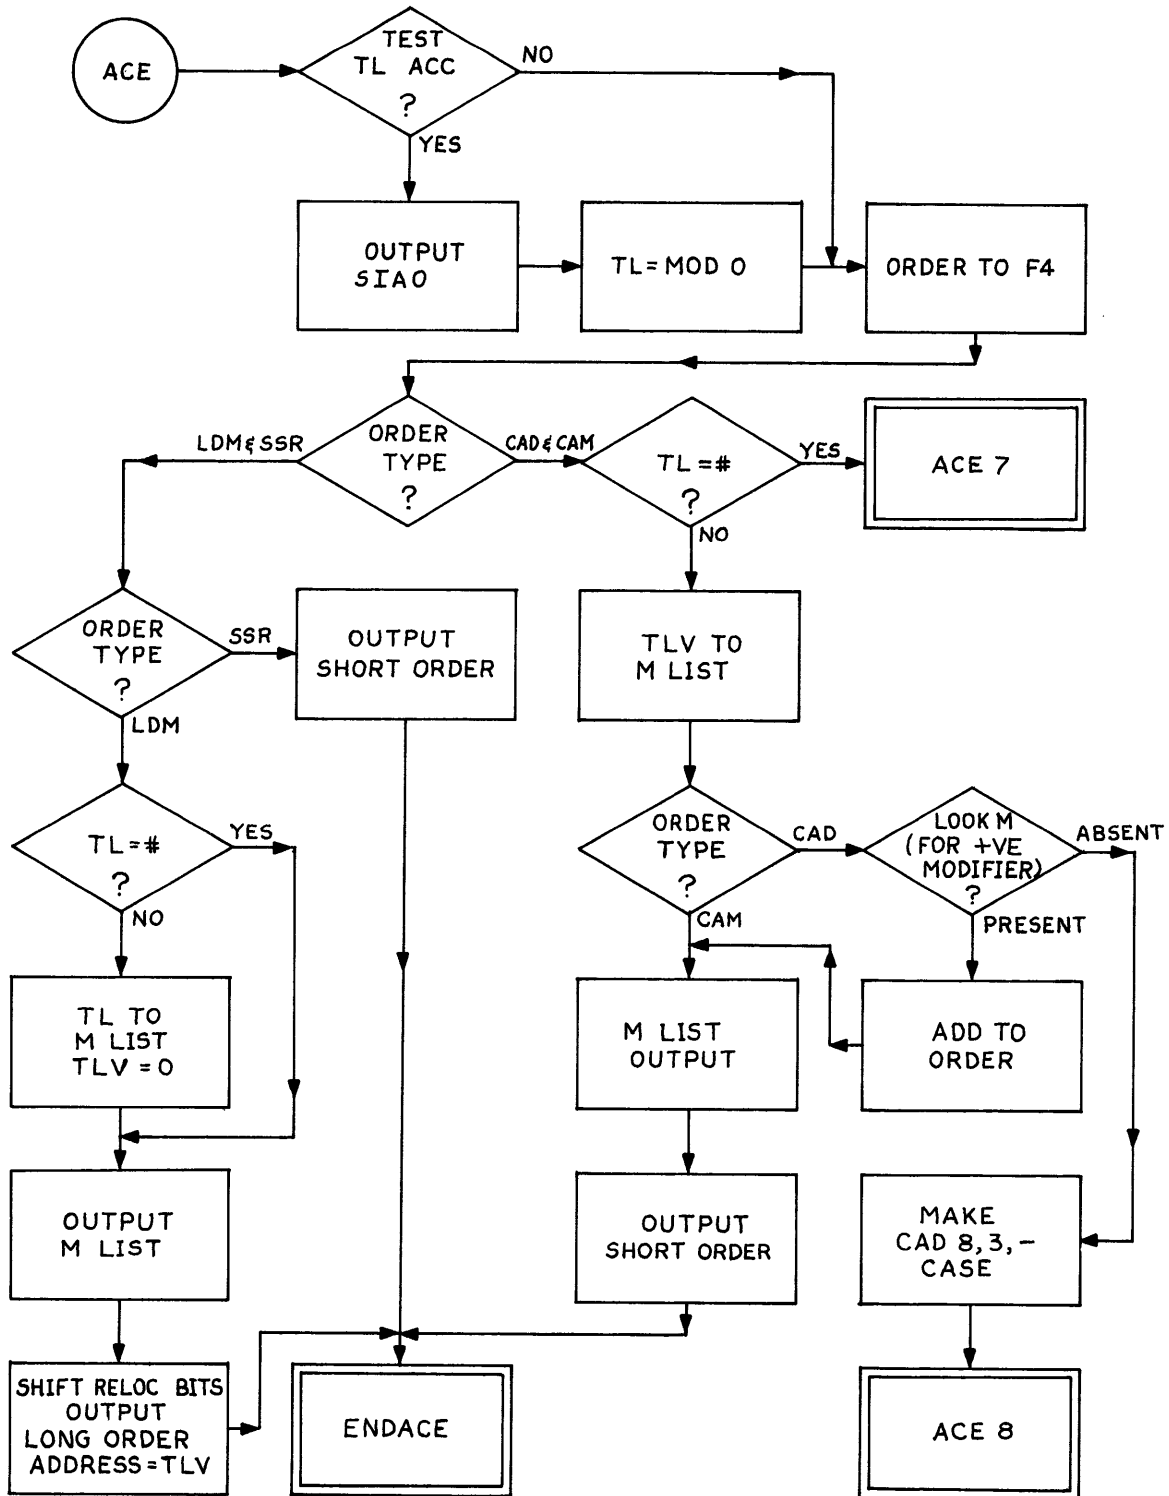 ACE
TEST
TL ACC
?
NO
YES
OUTPUT
SIAO
TL=MOD 0
ORDER TO F4
LDM & SSR
ORDER
TYPE
?
CAD & CAM
TL=#
?
YES
ACE 7
NO
ORDER
TYPE
?
SSR
LDM
OUTPUT
SHORT ORDER
TLV TO
M LIST
TL=#
?
YES
NO
ORDER
TYPE
?
CAD
CAM
LOOK M
(FOR +VE
MODIFIER)
?
ABSENT
PRESENT
TL TO
M LIST
TLV = 0
M LIST
OUTPUT
ADD TO
ORDER
OUTPUT
M LIST
OUTPUT
SHORT ORDER
MAKE
CAD 8,3,-
CASE
SHIFT RELOC BITS
OUTPUT
LONG ORDER
ADDRESS=TLV
ENDACE
ACE 8